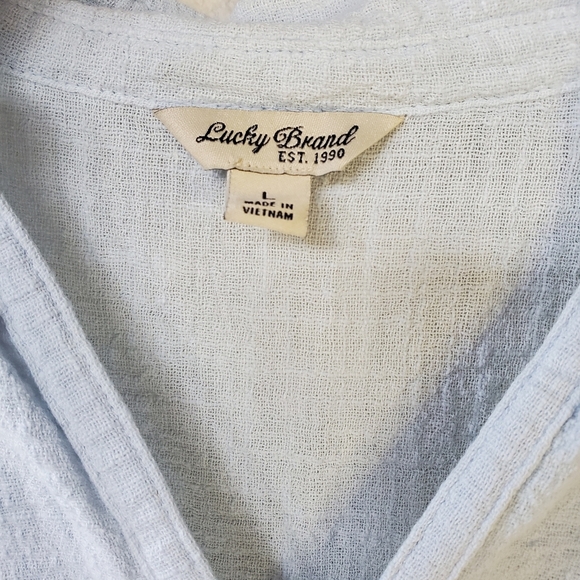 Lucky Brand
EST. 1990
L
MADE IN
VIETNAM